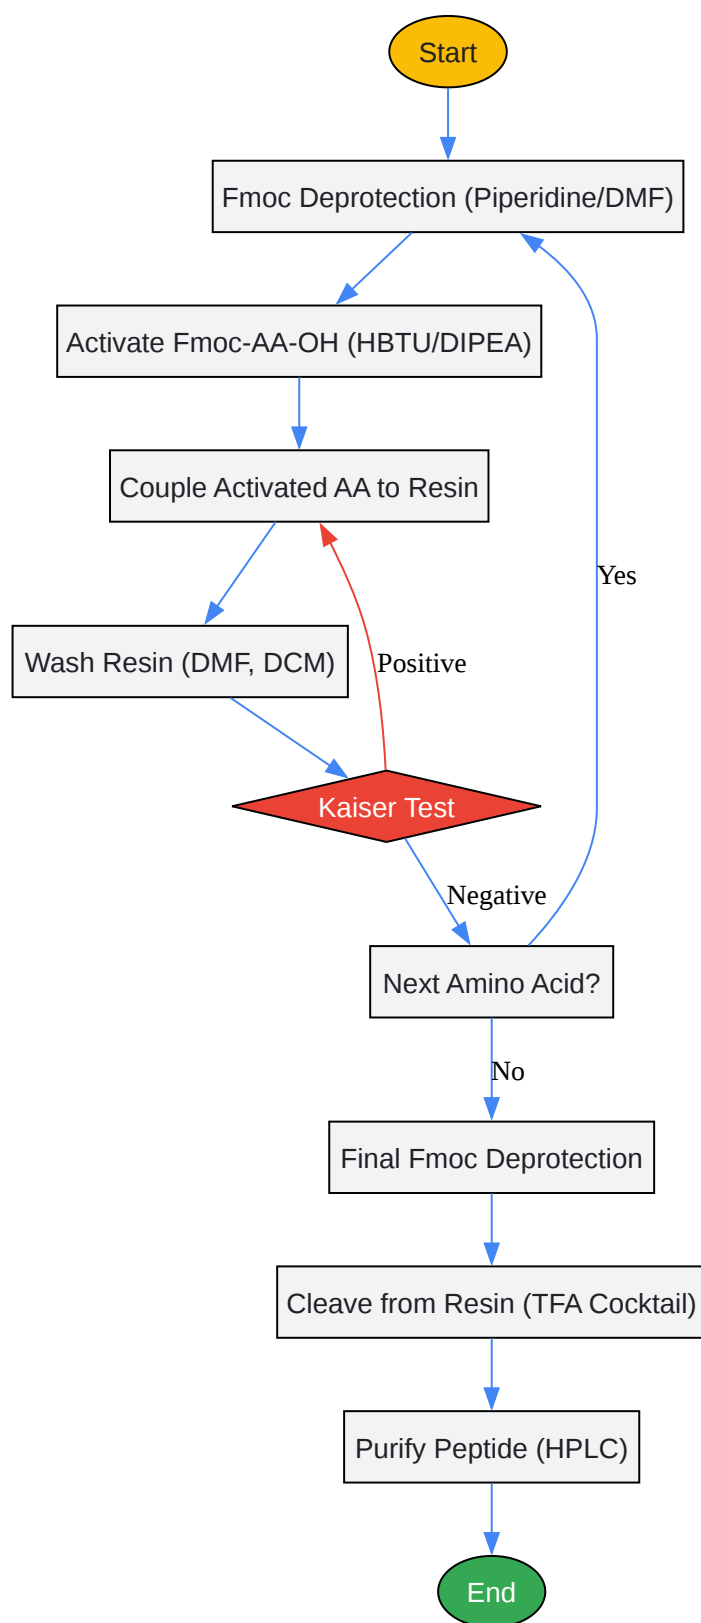 Start
Fmoc Deprotection (Piperidine/DMF)
Activate Fmoc-AA-OH (HBTU/DIPEA)
Couple Activated AA to Resin
Yes
Wash Resin (DMF, DCM)
Positive
Kaiser Test
Negative
Next Amino Acid?
No
Final Fmoc Deprotection
Cleave from Resin (TFA Cocktail)
Purify Peptide (HPLC)
End